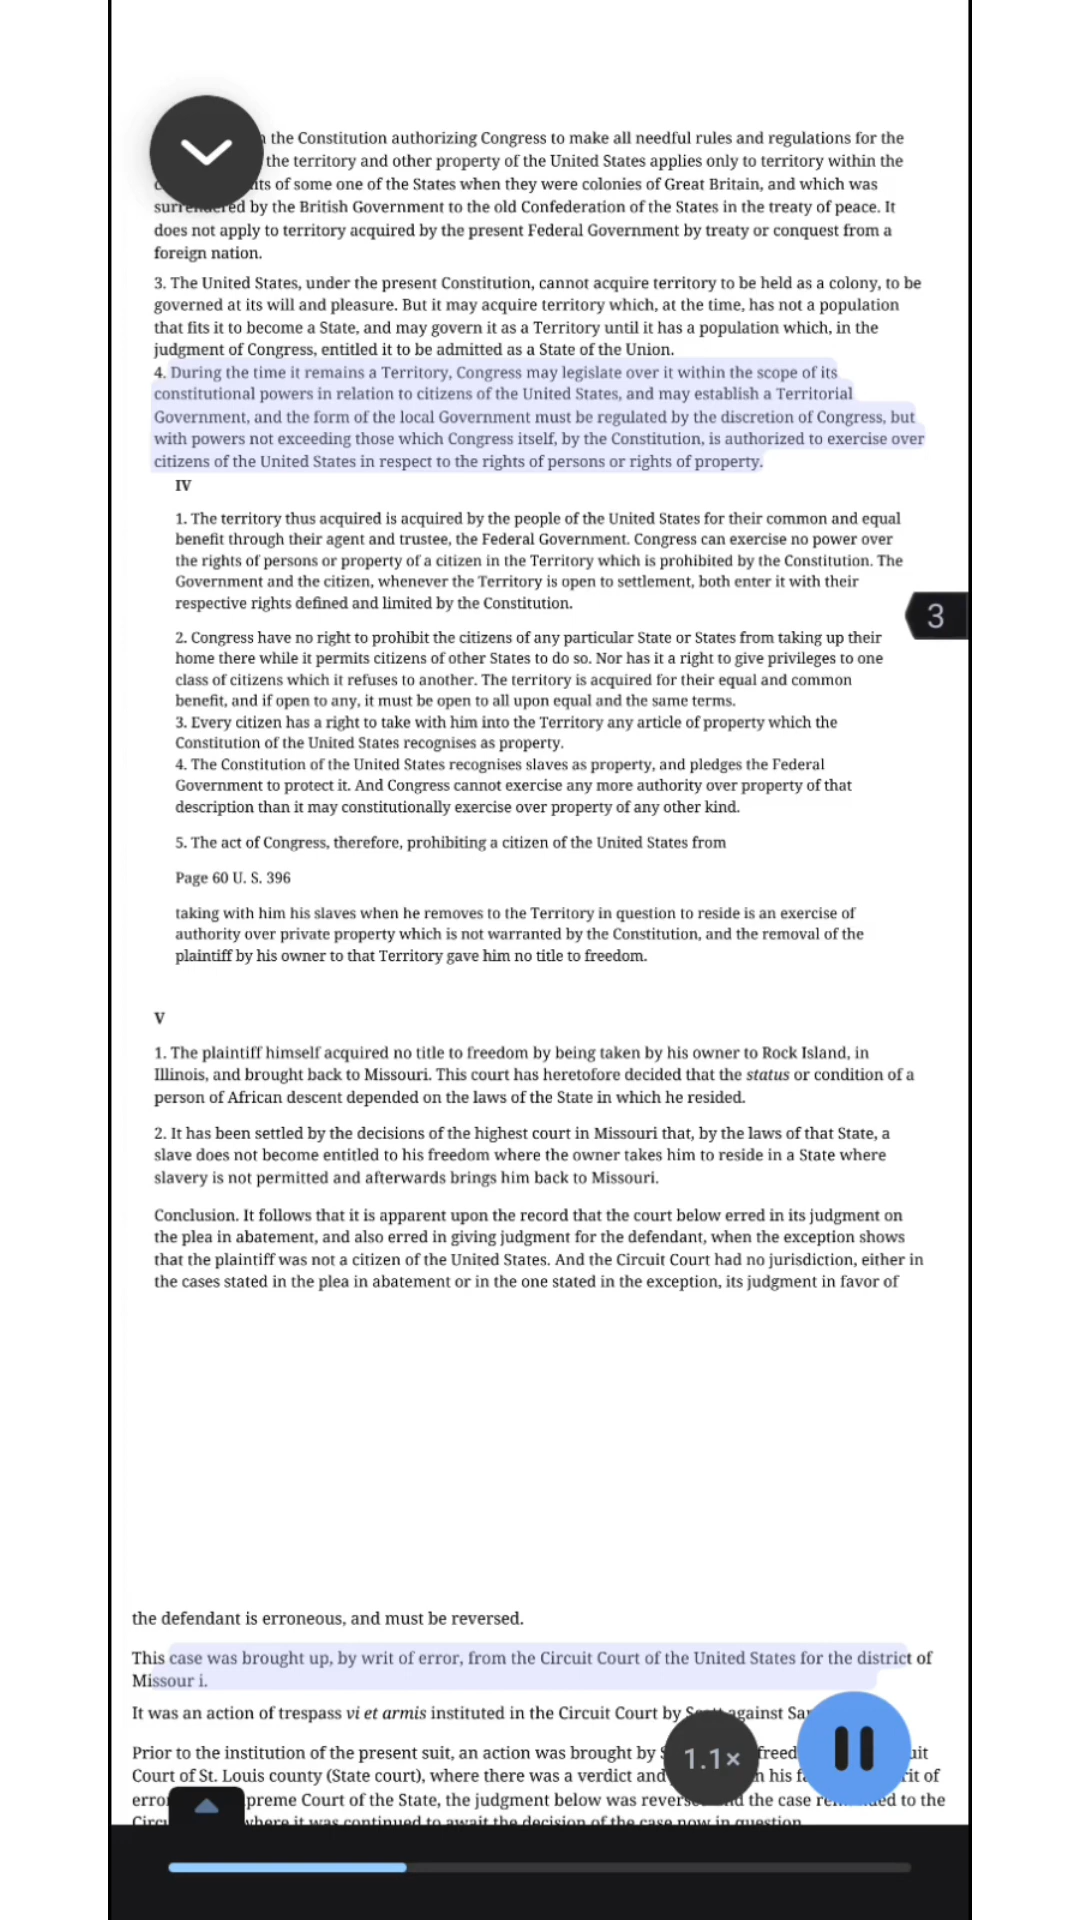 the Constitution authorizing Congress to make all needful rules and regulations for the
the territory and other property of the United States applies only to territory within the
of some one of the States when they were colonies of Great Britain, and which was
surrendered by the British Government to the old Confederation of the States in the treaty of peace. It
does not apply to territory acquired by the present Federal Government by treaty or conquest from a
foreign nation.
3. The United States, under the present Constitution, cannot acquire territory to be held as a colony, to be
governed at its will and pleasure. But it may acquire territory which, at the time, has not a population
that fits it to become a State, and may govern it as a Territory until it has a population which, in the
judgment of Congress, entitled it to be admitted as a State of the Union.
4. During the time it remains a Territory, Congress may legislate over it within the scope of its
constitutional powers in relation to citizens of the United States, and may establish a Territorial
Government, and the form of the local Government must be regulated by the discretion of Congress, but
with powers not exceeding those which Congress itself, by the Constitution, is authorized to exercise over
citizens of the United States in respect to the rights of persons or rights of property.
IV
1. The territory thus acquired is acquired by the people of the United States for their common and equal
benefit through their agent and trustee, the Federal Government. Congress can exercise no power over
the rights of persons or property of a citizen in the Territory which is prohibited by the Constitution. The
Government and the citizen, whenever the Territory is open to settlement, both enter it with their
respective rights defined and limited by the Constitution.
3
2. Congress have no right to prohibit the citizens of any particular State or States from taking up their
home there while it permits citizens of other States to do so. Nor has it a right to give privileges to one
class of citizens which it refuses to another. The territory is acquired for their equal and common
benefit, and if open to any, it must be open to all upon equal and the same terms.
3. Every citizen has a right to take with him into the Territory any article of property which the
Constitution of the United States recognises as property.
4. The Constitution of the United States recognises slaves as property, and pledges the Federal
Government to protect it. And Congress cannot exercise any more authority over property of that
description than it may constitutionally exercise over property of any other kind.
5. The act of Congress, therefore, prohibiting a citizen of the United States from
Page 60 U. S. 396
taking with him his slaves when he removes to the Territory in question to reside is an exercise of
authority over private property which is not warranted by the Constitution, and the removal of the
plaintiff by his owner to that Territory gave him no title to freedom.
V
1. The plaintiff himself acquired no title to freedom by being taken by his owner to Rock Island, in
Illinois, and brought back to Missouri. This court has heretofore decided that the status or condition of a
person of African descent depended on the laws of the State in which he resided.
2. It has been settled by the decisions of the highest court in Missouri that, by the laws of that State, a
slave does not become entitled to his freedom where the owner takes him to reside in a State where
slavery is not permitted and afterwards brings him back to Missouri.
Conclusion. It follows that it is apparent upon the record that the court below erred in its judgment on
the plea in abatement, and also erred in giving judgment for the defendant, when the exception shows
that the plaintiff was not a citizen of the United States. And the Circuit Court had no jurisdiction, either in
the cases stated in the plea in abatement or in the one stated in the exception, its judgment in favor of
the defendant is erroneous, and must be reversed.
This case was brought up, by writ of error, from the Circuit Court of the United States for the district of
Missour i.
It was an action of trespass vi et armis instituted in the Circuit Court by Scott against
Prior to the institution of the present suit, an action was brought by
1.1×
Court of St. Louis county (State court), where there was a verdict and his of
Court of the State, the judgment below was reversed the case remanded to the
where it was continued to await the decision of the case now in question